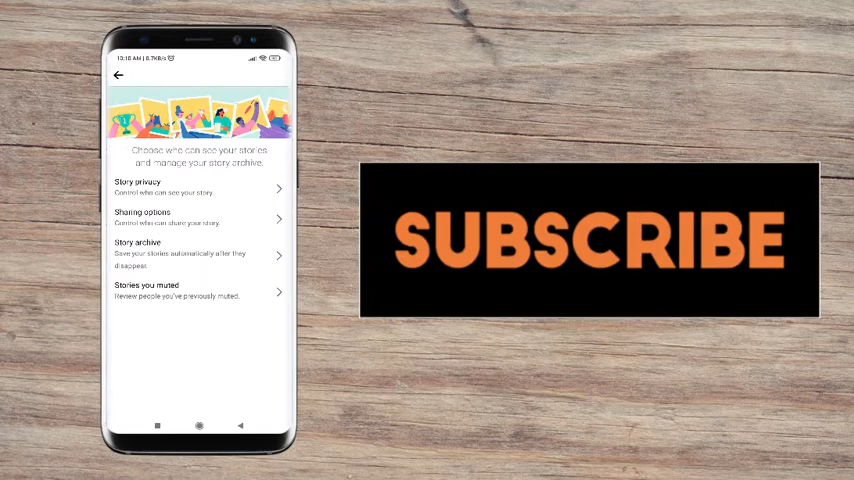 10:18 AM | 0.7KB/s
Choose who can see your stories
and manage your story archive.
Story privacy
Control who can see your story.
Sharing options
Control who can share your story.
Story archive
Save your stories automatically after they
disappear.
Stories you muted
Review people you've previously muted.
SUBSCRIBE